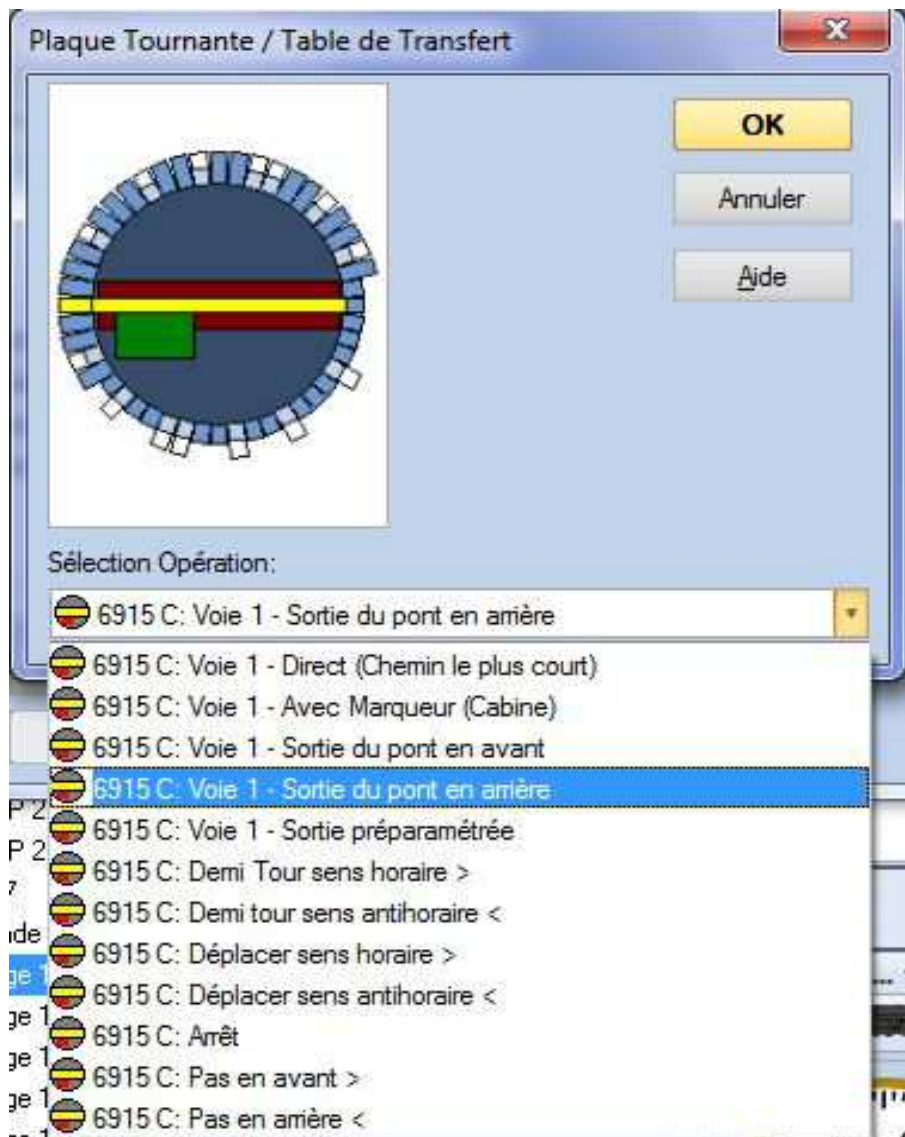 Plaque Tournante / Table de Transfert
OK
Annuler
Aide
Sélection Opération:
6915 C: Voie 1 - Sortie du pont en arrière
6915 C: Voie 1 - Direct (Chemin le plus court)
6915 C: Voie 1 - Avec Marqueur (Cabine)
6915 C: Voie 1 - Sortie du pont en avant
6915 C: Voie 1 - Sortie du pont en arrière
6915 C: Voie 1 - Sortie préparamétrée
6915 C: Demi Tour sens horaire >
6915 C: Demi tour sens antihoraire <
6915 C: Déplacer sens horaire >
6915 C: Déplacer sens antihoraire <
6915 C: Arrêt
6915 C: Pas en avant >
6915 C: Pas en arrière <